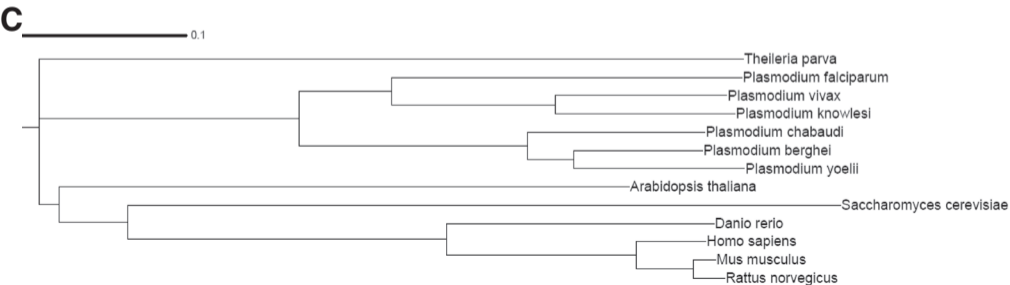 C
0.1
Theileria parva
Plasmodium falciparum
Plasmodium vivax
Plasmodium knowlesi
Plasmodium chabaudi
Plasmodium berghei
Plasmodium yoelii
Arabidopsis thaliana
Saccharomyces cerevisiae
Danio rerio
Homo sapiens
Mus musculus
Rattus norvegicus